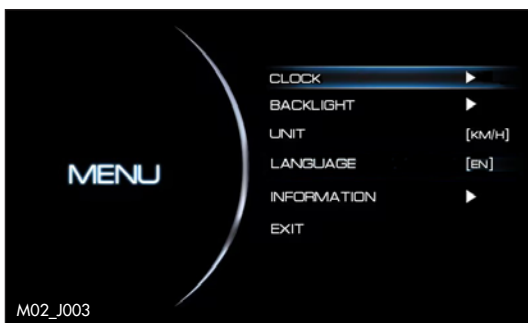 CLOCK
BACKLIGHT
UNIT [KM/H]
LANGUAGE [EN]
MENU
INFORMATION
EXIT
M02_J003